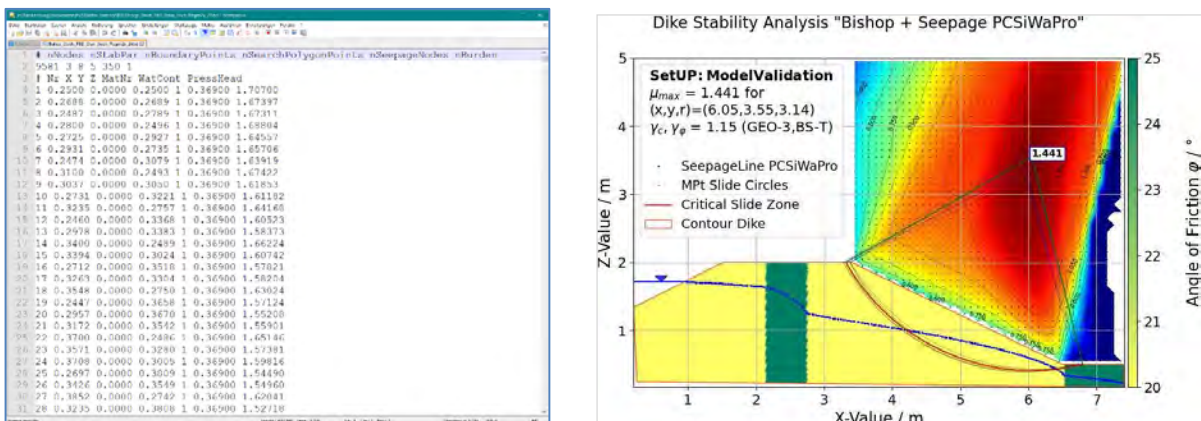 # nNodes nStabPar nBoundaryPoints nSearchPolygonPoints nSeepageNodes nBurden
9581 3 8 5 350 1
# Nr X Y Z MatNr WatCont PressHead
1 0.2500 0.0000 0.2500 1 0.36900 1.70700
2 0.2688 0.0000 0.2689 1 0.36900 1.67397
3 0.2487 0.0000 0.2789 1 0.36900 1.67311
4 0.2800 0.0000 0.2496 1 0.36900 1.68804
5 0.2725 0.0000 0.2927 1 0.36900 1.64557
6 0.2931 0.0000 0.2735 1 0.36900 1.65706
7 0.2474 0.0000 0.3079 1 0.36900 1.63919
8 0.3100 0.0000 0.2493 1 0.36900 1.67422
9 0.3037 0.0000 0.3050 1 0.36900 1.61853
10 0.2731 0.0000 0.3221 1 0.36900 1.61182
11 0.3235 0.0000 0.2757 1 0.36900 1.64168
12 0.2460 0.0000 0.3368 1 0.36900 1.60523
13 0.2978 0.0000 0.3383 1 0.36900 1.58373
14 0.3400 0.0000 0.2489 1 0.36900 1.66224
15 0.3394 0.0000 0.3024 1 0.36900 1.60742
16 0.2712 0.0000 0.3518 1 0.36900 1.57821
17 0.3263 0.0000 0.3304 1 0.36900 1.58204
18 0.3548 0.0000 0.2750 1 0.36900 1.63024
19 0.2447 0.0000 0.3658 1 0.36900 1.57124
20 0.2957 0.0000 0.3670 1 0.36900 1.55208
21 0.3172 0.0000 0.3542 1 0.36900 1.55901
22 0.3700 0.0000 0.2486 1 0.36900 1.65146
23 0.3571 0.0000 0.3280 1 0.36900 1.57381
24 0.3708 0.0000 0.3005 1 0.36900 1.59816
25 0.2697 0.0000 0.3809 1 0.36900 1.54490
26 0.3426 0.0000 0.3549 1 0.36900 1.54960
27 0.3852 0.0000 0.2742 1 0.36900 1.62041
28 0.3235 0.0000 0.3808 1 0.36900 1.52718
Dike Stability Analysis "Bishop + Seepage PCSiWaPro"
SetUP: ModelValidation
μmax = 1.441 for
(x,y,r)=(6.05,3.55,3.14)
γc, γφ = 1.15 (GEO-3,BS-T)
SeepageLine PCSiWaPro
MPt Slide Circles
Critical Slide Zone
Contour Dike
1.441
Z-Value / m
5
4
3
2
1
1 2 3 4 5 6 7
X-Value / m
25
24
23
22
21
20
Angle of Friction φ / °